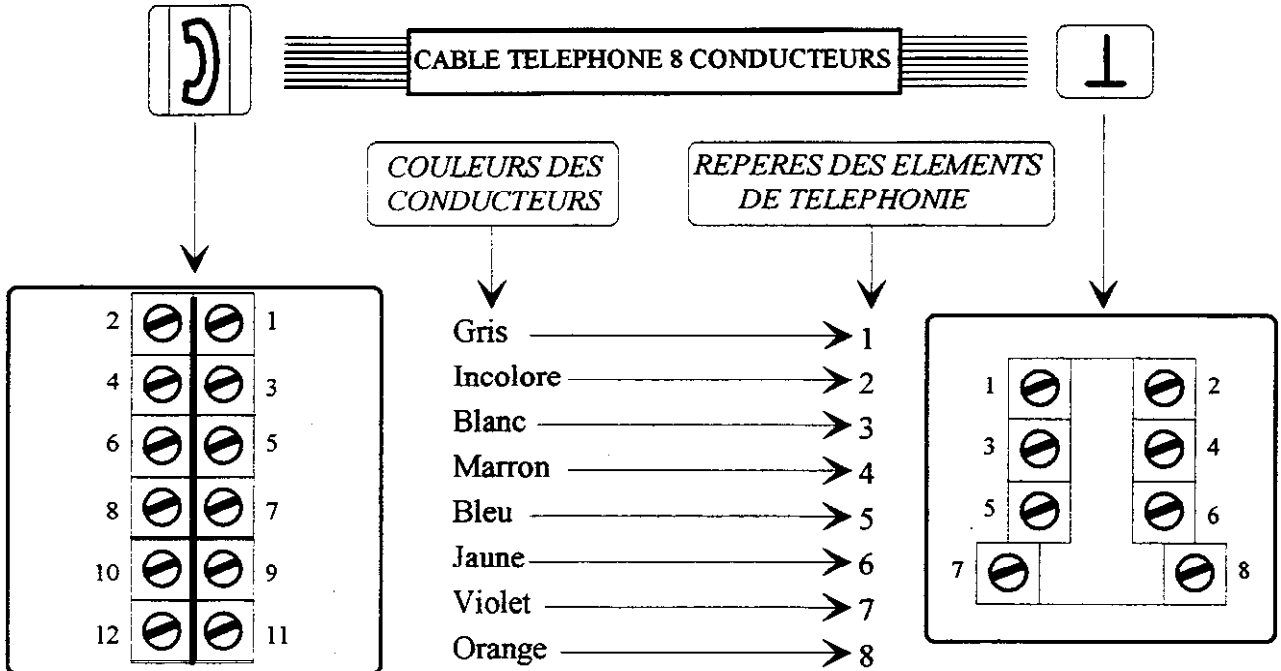 CABLE TELEPHONE 8 CONDUCTEURS
COULEURS DES
CONDUCTEURS
REPERES DES ELEMENTS
DE TELEPHONIE
2 1
4 3
6 5
8 7
10 9
12 11
Gris 1
Incolore 2
Blanc 3
Marron 4
Bleu 5
Jaune 6
Violet 7
Orange 8
1 2
3 4
5 6
7 8